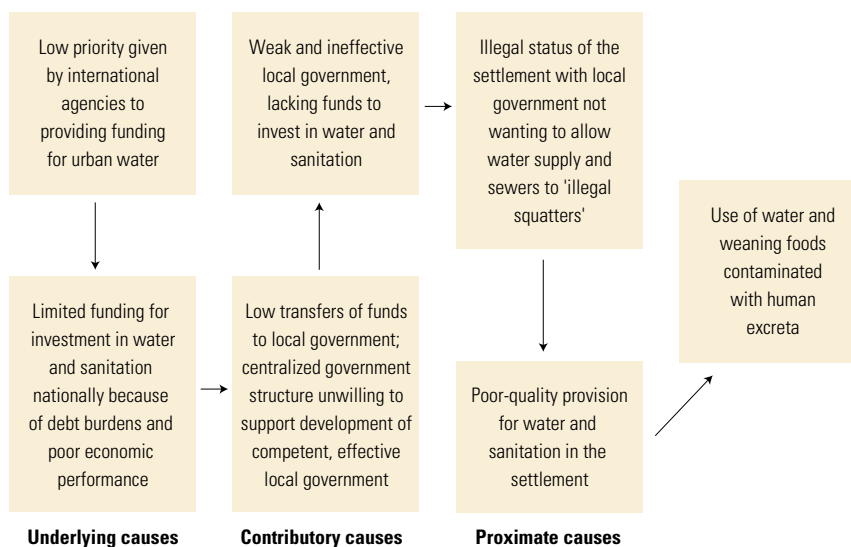 Low priority given
by international
agencies to
providing funding
for urban water
Limited funding for
investment in water
and sanitation
nationally because
of debt burdens and
poor economic
performance
Underlying causes
Weak and ineffective
local government,
lacking funds to
invest in water and
sanitation
Low transfers of funds
to local government;
centralized government
structure unwilling to
support development of
competent, effective
local government
Contributory causes
Illegal status of the
settlement with local
government not
wanting to allow
water supply and
sewers to 'illegal
squatters'
Poor-quality provision
for water and
sanitation in the
settlement
Proximate causes
Use of water and
weaning foods
contaminated
with human
excreta